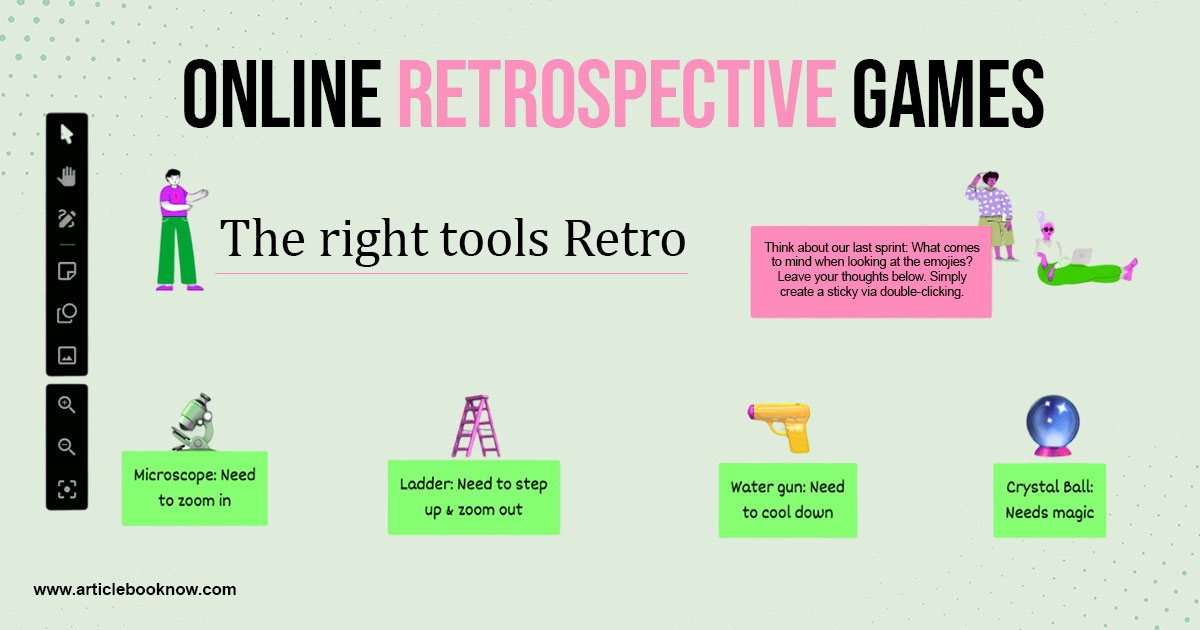 ONLINE RETROSPECTIVE GAMES
The right tools Retro
Think about our last sprint: What comes
to mind when looking at the emojies?
Leave your thoughts below. Simply
create a sticky via double-clicking.
Microscope: Need
to zoom in
Ladder: Need to step
up & zoom out
Water gun: Need
to cool down
Crystal Ball:
Needs magic
www.articlebooknow.com